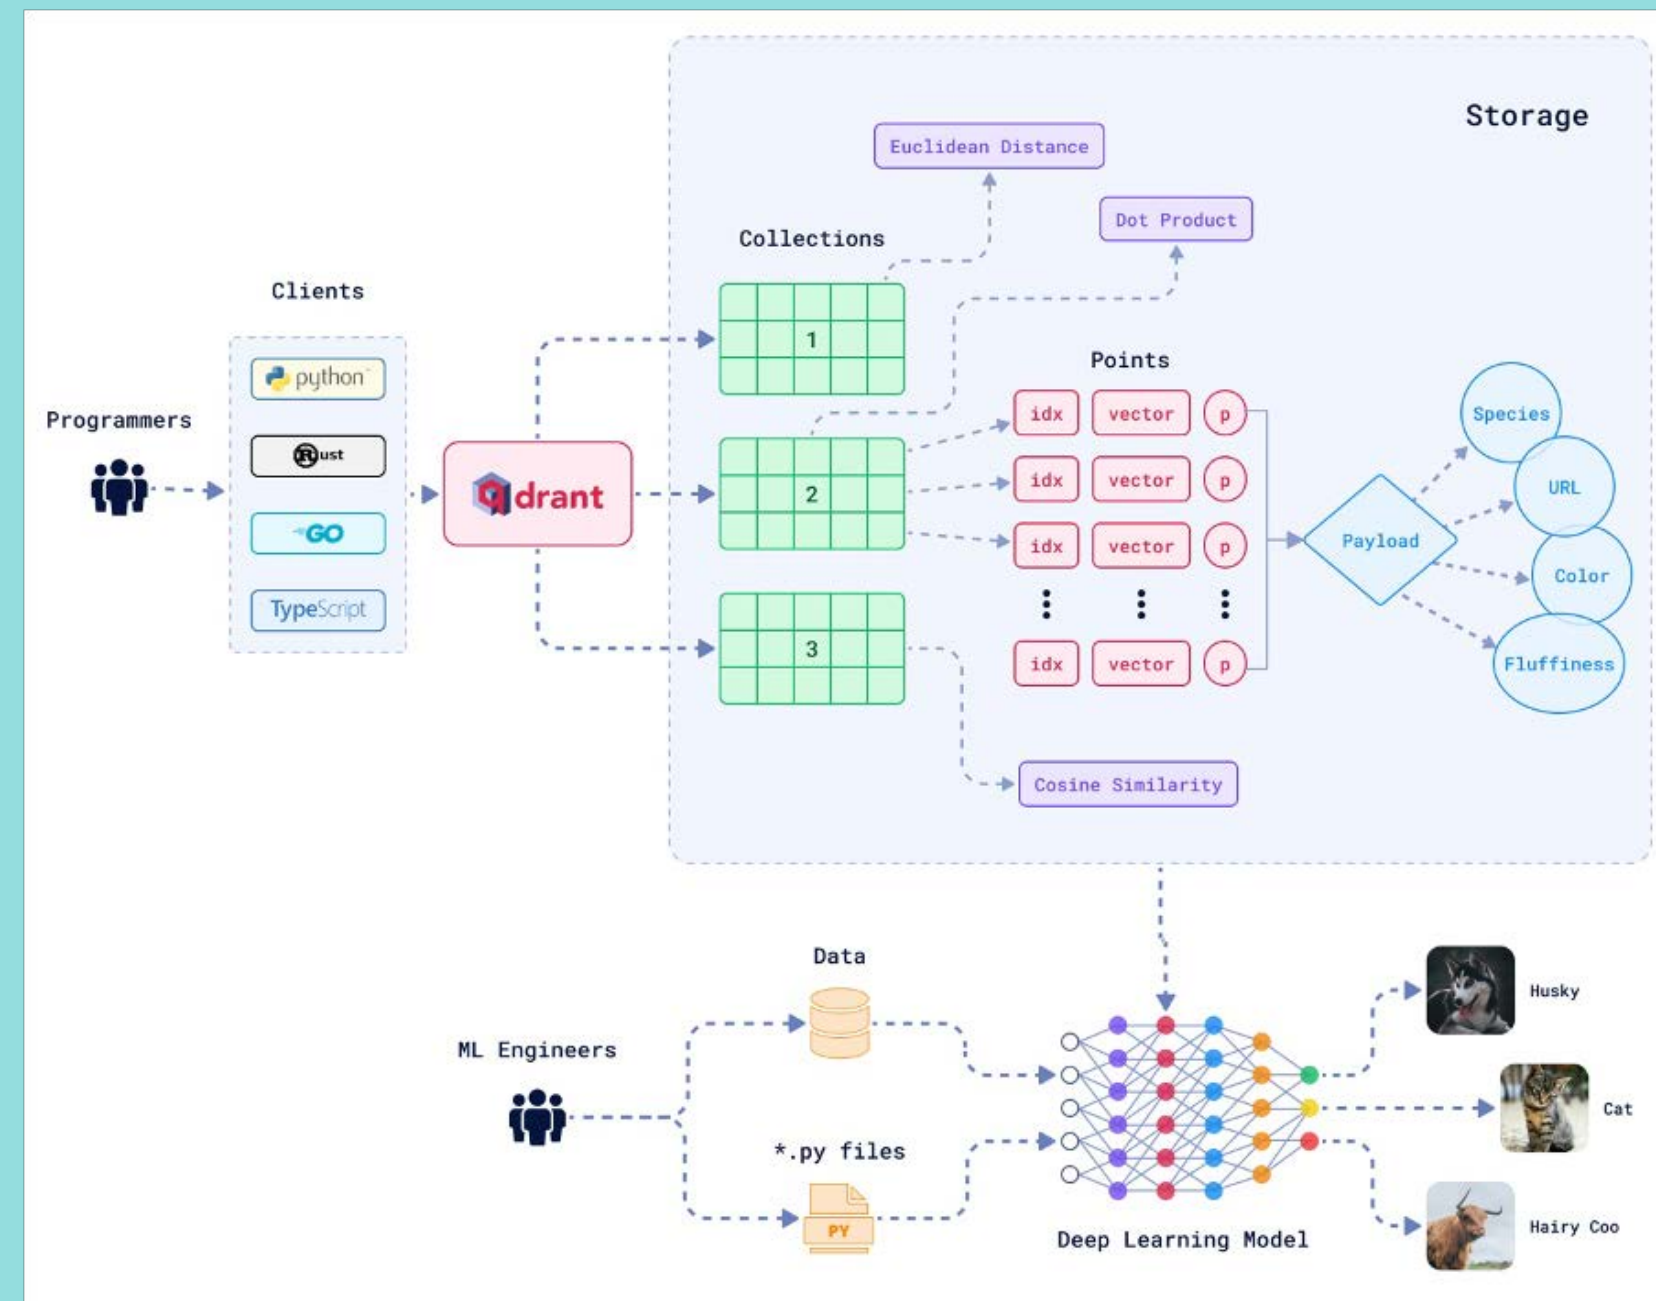 Storage
Euclidean Distance
Dot Product
Collections
Clients
1
Points
python
Species
idx vector p
Programmers
Rust
URL
idx vector p
2
qdrant
GO
idx vector p
Payload
Color
TypeScript
3
idx vector p
Fluffiness
Cosine Similarity
Data
Husky
ML Engineers
Cat
*.py files
PY
Deep Learning Model
Hairy Coo